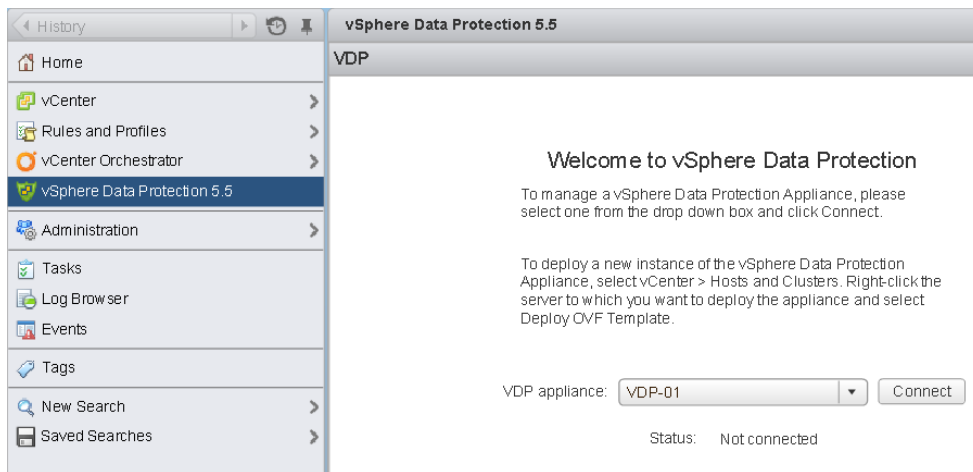 History
Home
vCenter
Rules and Profiles
vCenter Orchestrator
vSphere Data Protection 5.5
Administration
Tasks
Log Browser
Events
Tags
New Search
Saved Searches
vSphere Data Protection 5.5
VDP
Welcome to vSphere Data Protection
To manage a vSphere Data Protection Appliance, please
select one from the drop down box and click Connect.
To deploy a new instance of the vSphere Data Protection
Appliance, select vCenter > Hosts and Clusters. Right-click the
server to which you want to deploy the appliance and select
Deploy OVF Template.
VDP appliance: VDP-01 Connect
Status: Not connected